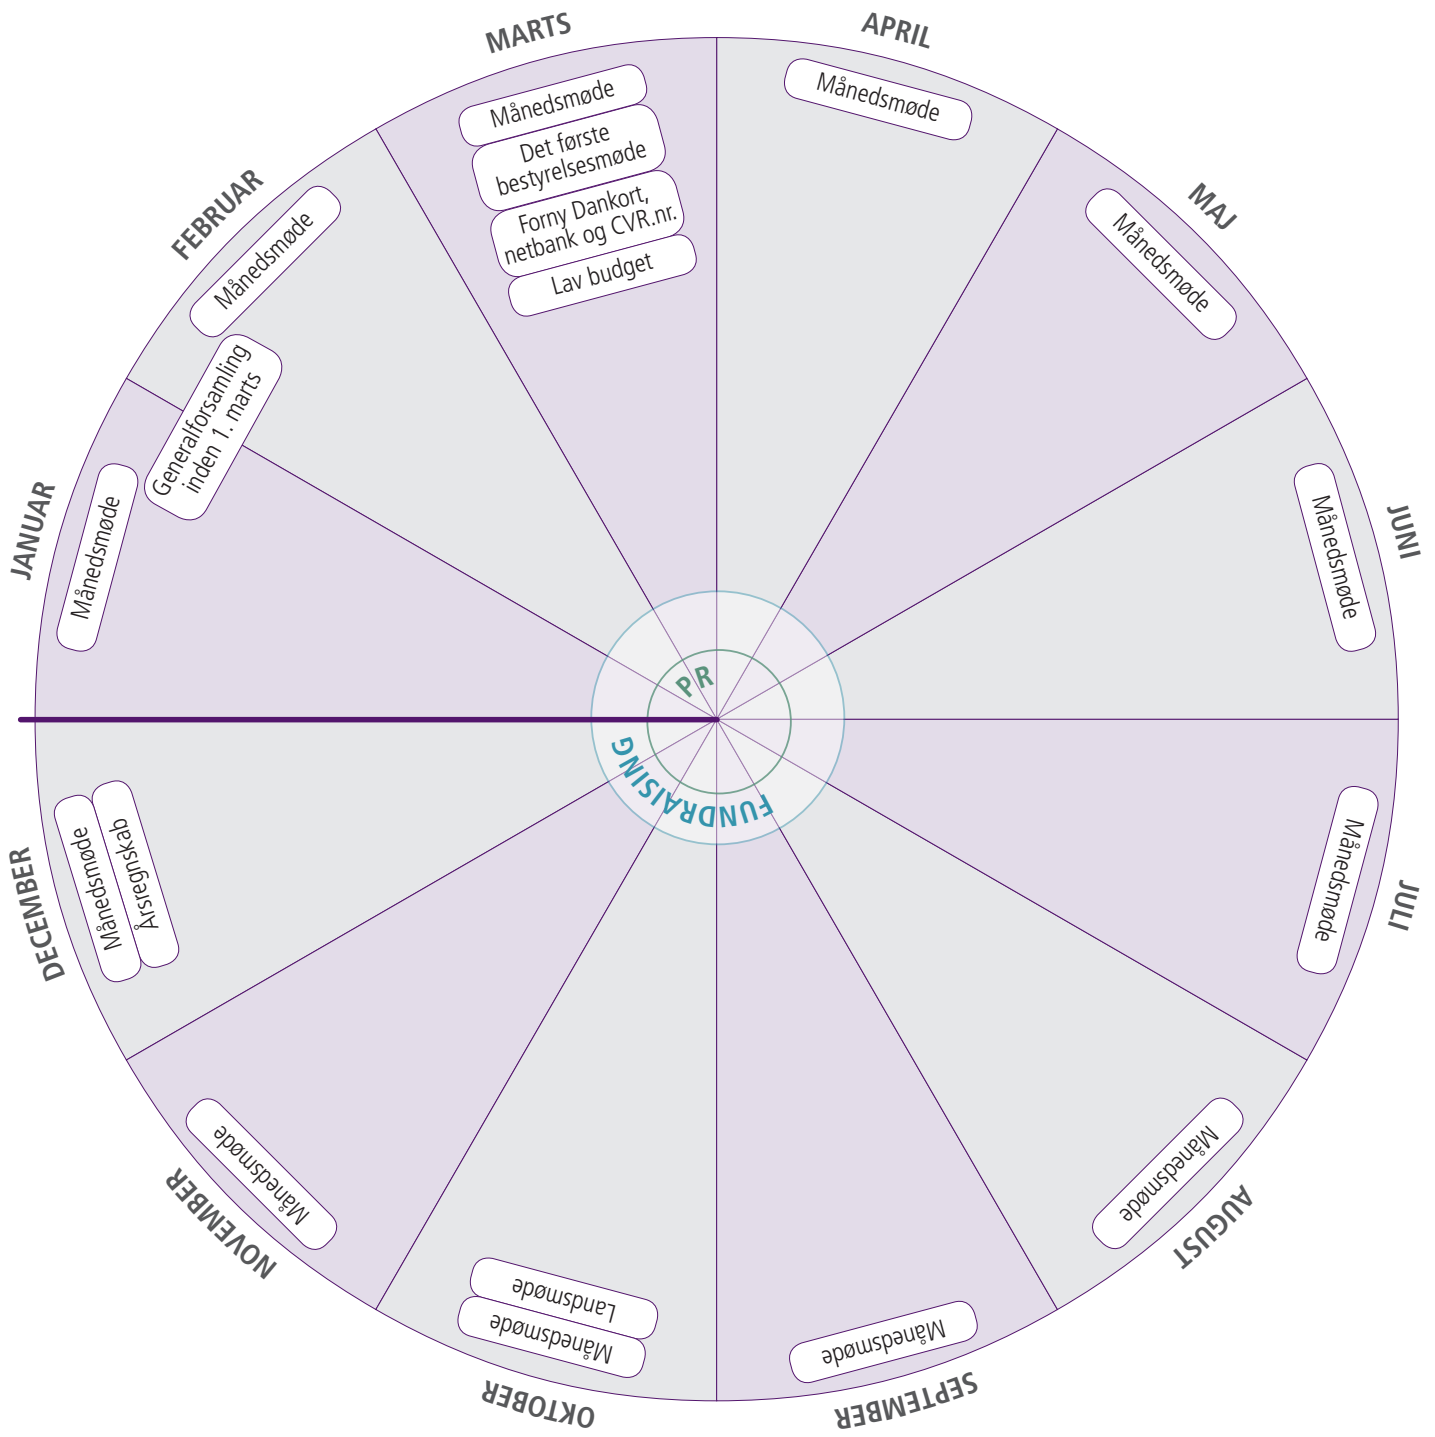 JANUAR
Månedsmøde
Generalforsamling
inden 1. marts
FEBRUAR
Månedsmøde
MARTS
Månedsmøde
Det første
bestyrelsesmøde
Forny Dankort,
netbank og CVR.nr.
Lav budget
APRIL
Månedsmøde
MAJ
Månedsmøde
JUNI
Månedsmøde
JULI
Månedsmøde
AUGUST
Månedsmøde
SEPTEMBER
Månedsmøde
OKTOBER
Månedsmøde
Landsmøde
NOVEMBER
Månedsmøde
DECEMBER
Månedsmøde
Årsregnskab
PR
FUNDRAISING